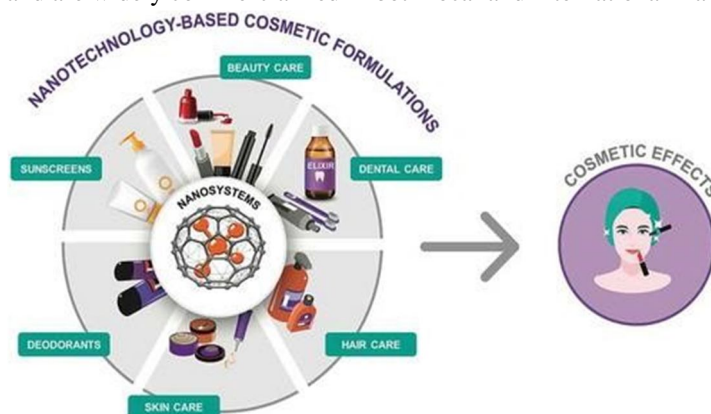 NANOTECHNOLOGY-BASED COSMETIC FORMULATIONS
BEAUTY CARE
SUNSCREENS
ELIXIR
DENTAL CARE
NANOSYSTEMS
COSMETIC EFFECTS
DEODORANTS
HAIR CARE
SKIN CARE